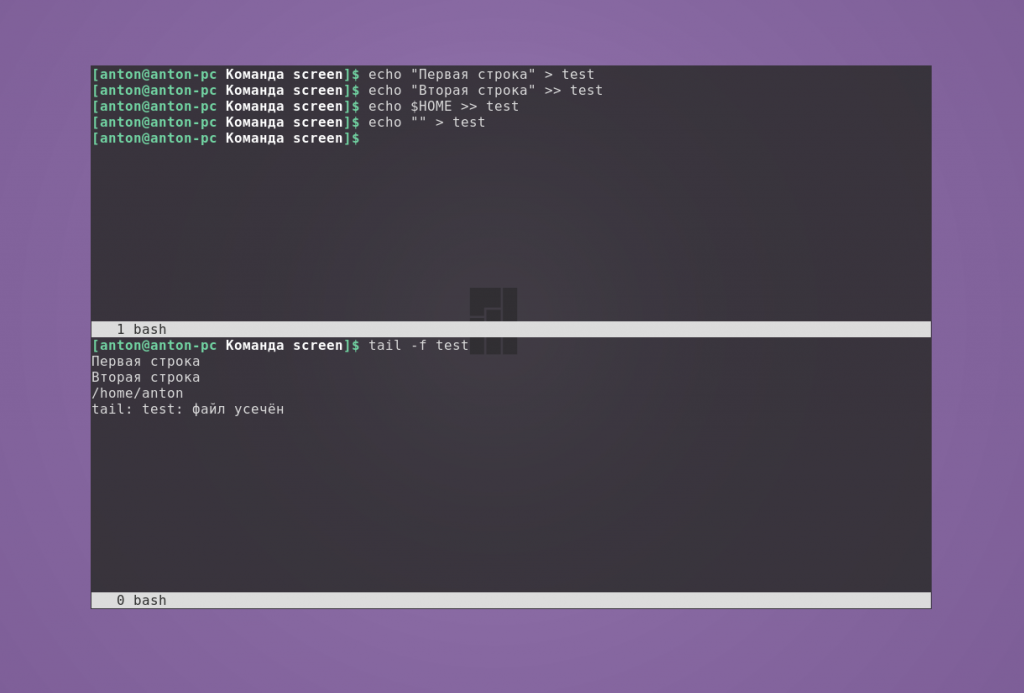 [anton@anton-pc Команда screen]$ echo "Первая строка" > test
[anton@anton-pc Команда screen]$ echo "Вторая строка" >> test
[anton@anton-pc Команда screen]$ echo $HOME >> test
[anton@anton-pc Команда screen]$ echo "" > test
[anton@anton-pc Команда screen]$
1 bash
[anton@anton-pc Команда screen]$ tail -f test
Первая строка
Вторая строка
/home/anton
tail: test: файл усечён
0 bash